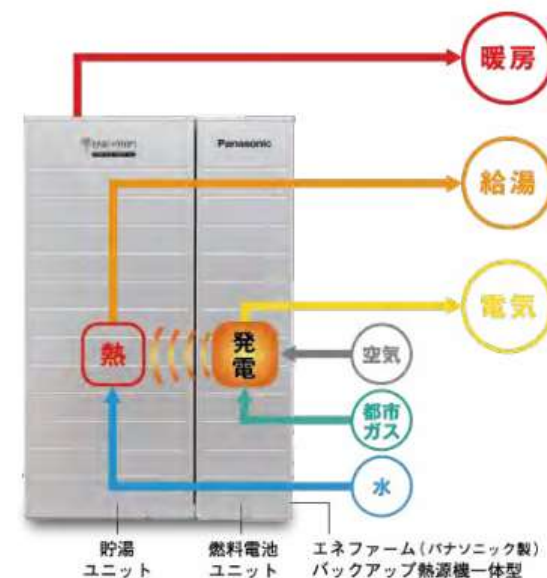 暖房
ENE・FARM
Panasonic
給湯
電気
熱
発
電
空気
都市
ガス
水
貯湯
ユニット
燃料電池
ユニット
エネファーム(パナソニック製)
バックアップ熱源機一体型